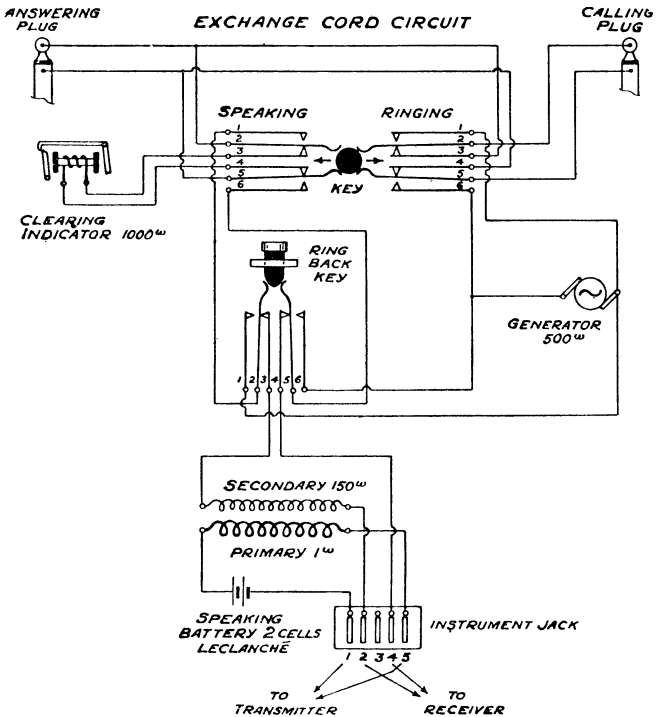 ANSWERING
PLUG
EXCHANGE CORD CIRCUIT
CALLING
PLUG
SPEAKING
RINGING
1
2
3
4
5
6
1
2
3
4
5
6
KEY
CLEARING
INDICATOR 1000ω
RING
BACK
KEY
GENERATOR
500ω
1 2 3 4 5 6
SECONDARY 150ω
PRIMARY 1ω
SPEAKING
BATTERY 2 CELLS
LECLANCHÉ
INSTRUMENT JACK
1 2 3 4 5
TO
TRANSMITTER
TO
RECEIVER